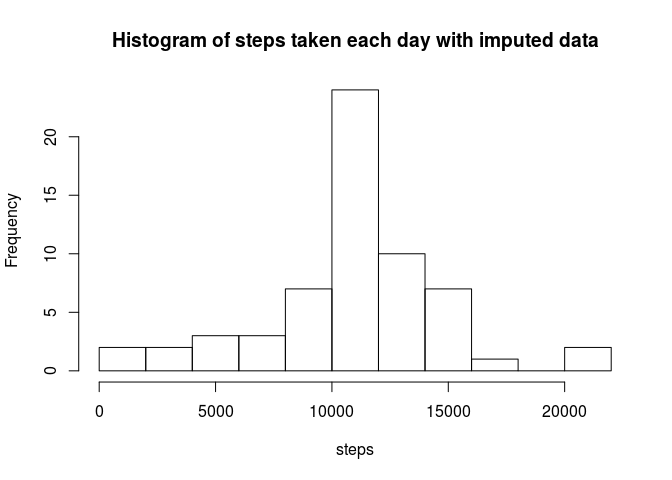 Histogram of steps taken each day with imputed data
Frequency
20
15
10
5
0
0 5000 10000 15000 20000
steps